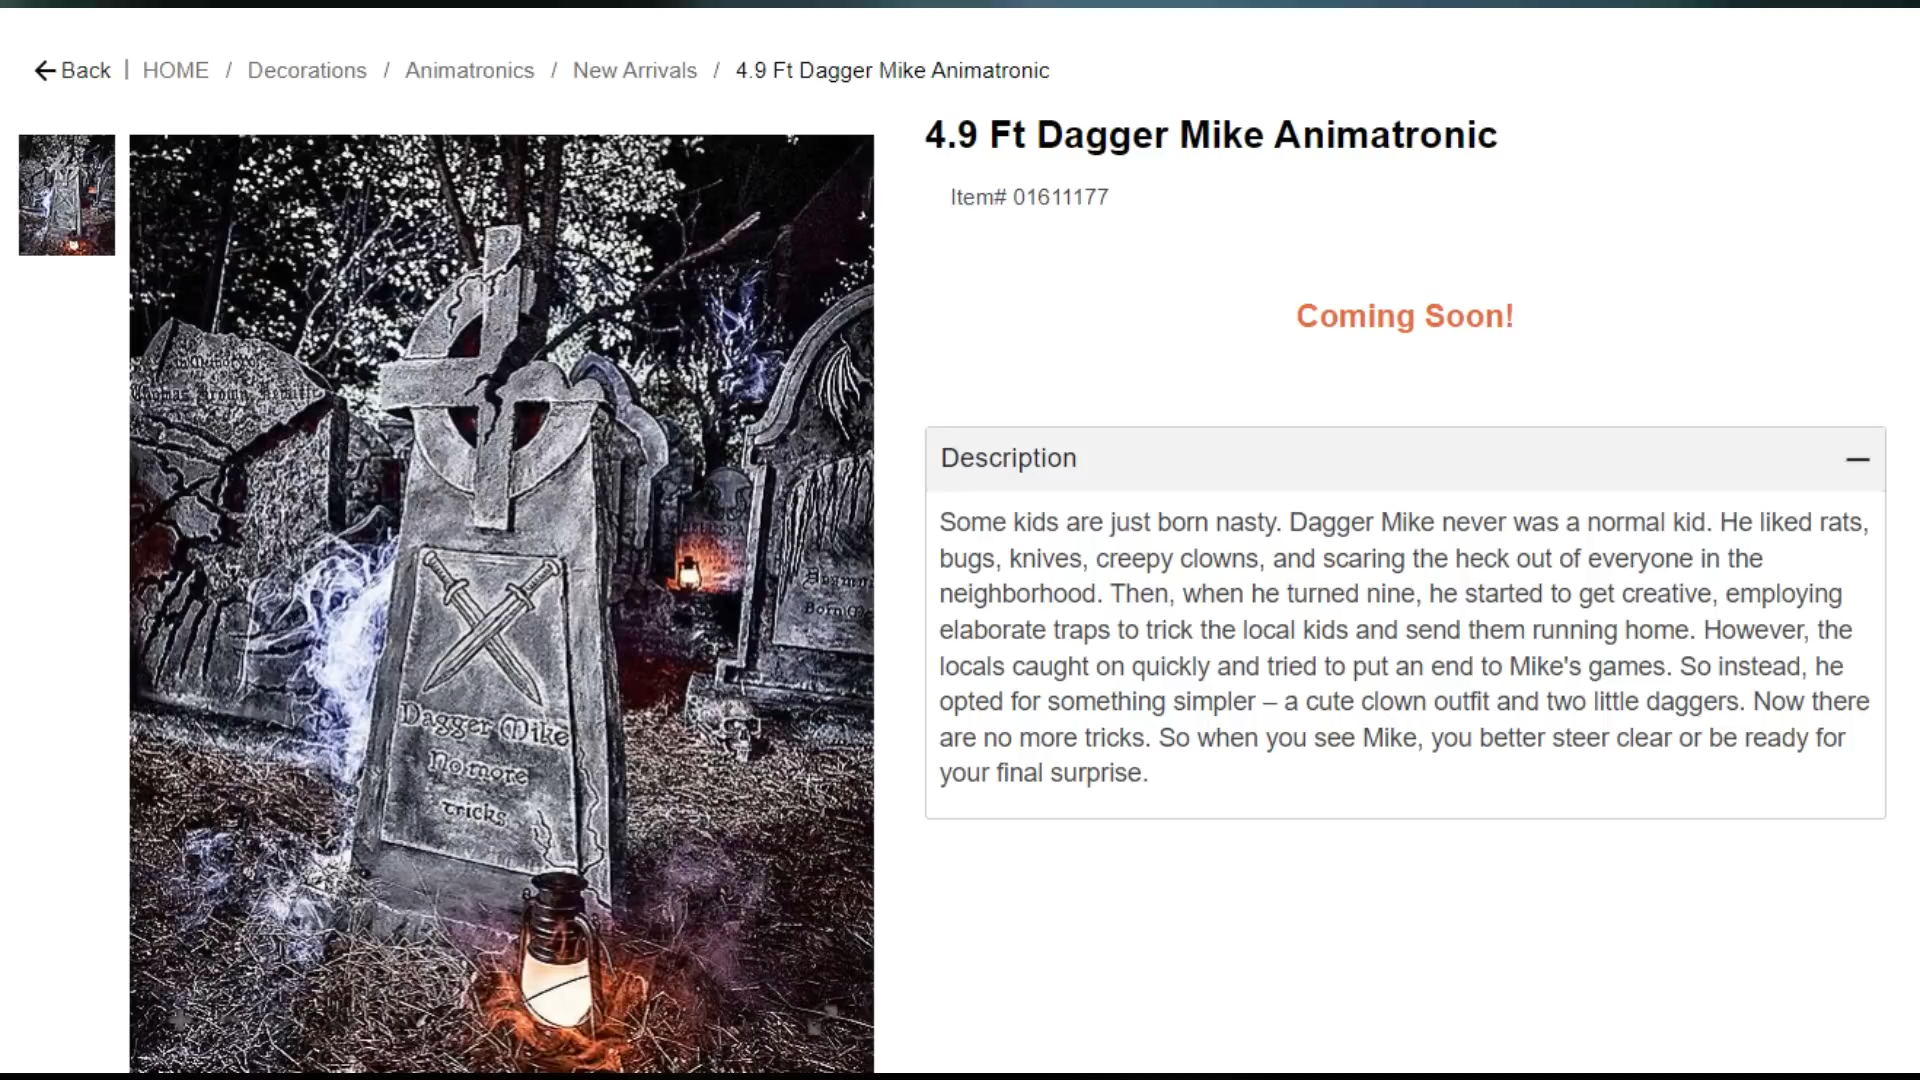 Back | HOME / Decorations / Animatronics / New Arrivals / 4.9 Ft Dagger Mike Animatronic
4.9 Ft Dagger Mike Animatronic
Item# 01611177
Coming Soon!
Description
Some kids are just born nasty. Dagger Mike never was a normal kid. He liked rats,
bugs, knives, creepy clowns, and scaring the heck out of everyone in the
neighborhood. Then, when he turned nine, he started to get creative, employing
elaborate traps to trick the local kids and send them running home. However, the
locals caught on quickly and tried to put an end to Mike's games. So instead, he
opted for something simpler – a cute clown outfit and two little daggers. Now there
are no more tricks. So when you see Mike, you better steer clear or be ready for
your final surprise.
Thomas Brown
Born
Dagger Mike
No more
tricks